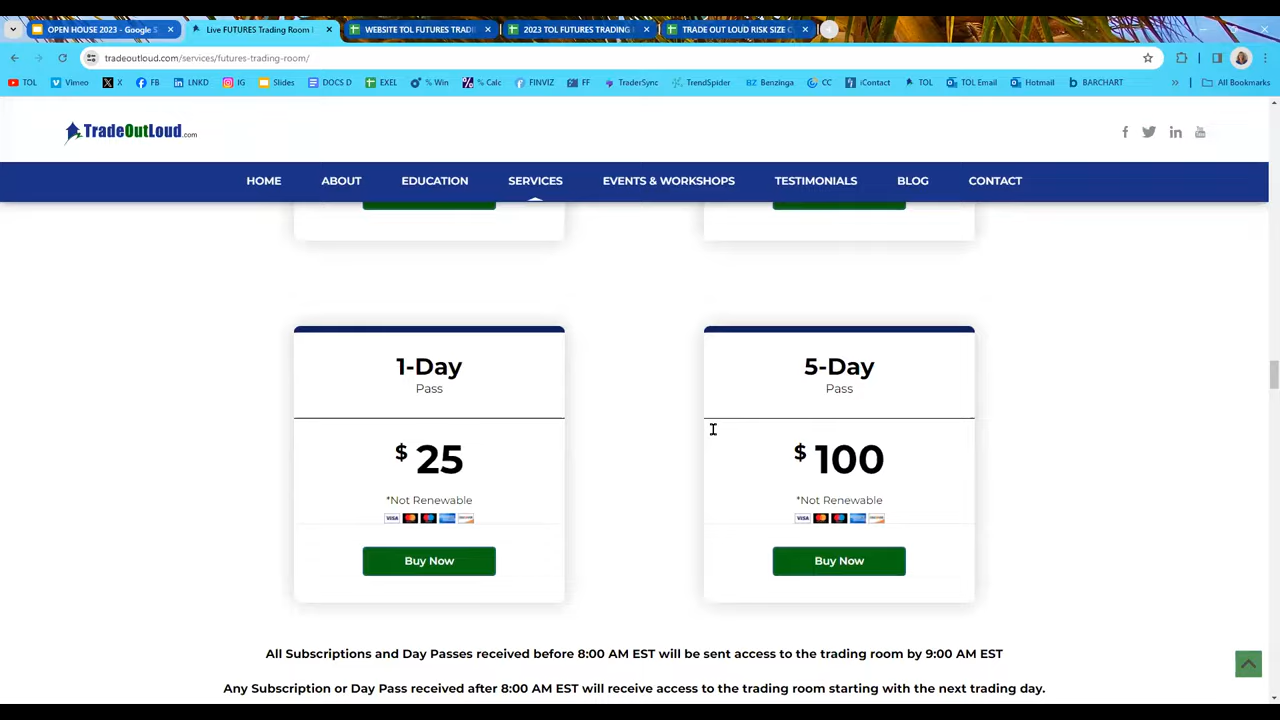 OPEN HOUSE 2023 - Google S
Live FUTURES Trading Room
WEBSITE TOL FUTURES TRADI
2023 TOL FUTURES TRADING
TRADE OUT LOUD RISK SIZE C
tradeoutloud.com/services/futures-trading-room/
TOL Vimeo X FB LNKD IG Slides DOCS D EXEL % Win % Calc FINVIZ FF TraderSync TrendSpider Benzinga CC iContact TOL TOL Email Hotmail BARCHART » All Bookmarks
TradeOutLoud.com
HOME ABOUT EDUCATION SERVICES EVENTS & WORKSHOPS TESTIMONIALS BLOG CONTACT
1-Day
Pass
$ 25
*Not Renewable
VISA
Buy Now
5-Day
Pass
$ 100
*Not Renewable
VISA
Buy Now
All Subscriptions and Day Passes received before 8:00 AM EST will be sent access to the trading room by 9:00 AM EST
Any Subscription or Day Pass received after 8:00 AM EST will receive access to the trading room starting with the next trading day.